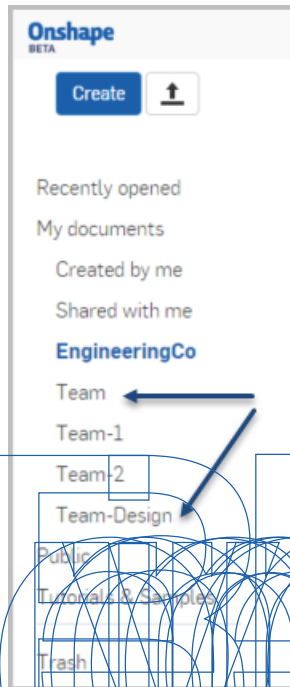 Onshape
BETA
Create
Recently opened
My documents
Created by me
Shared with me
EngineeringCo
Team
Team-1
Team-2
Team-Design
Public
Tutorials & Samples
Trash